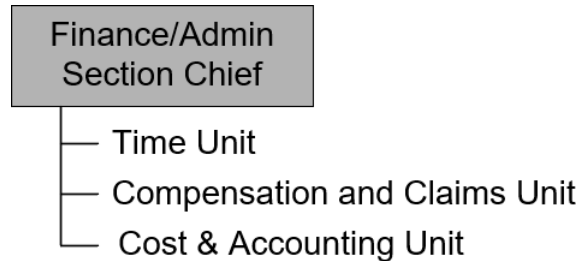 Finance/Admin
Section Chief
Time Unit
Compensation and Claims Unit
Cost & Accounting Unit